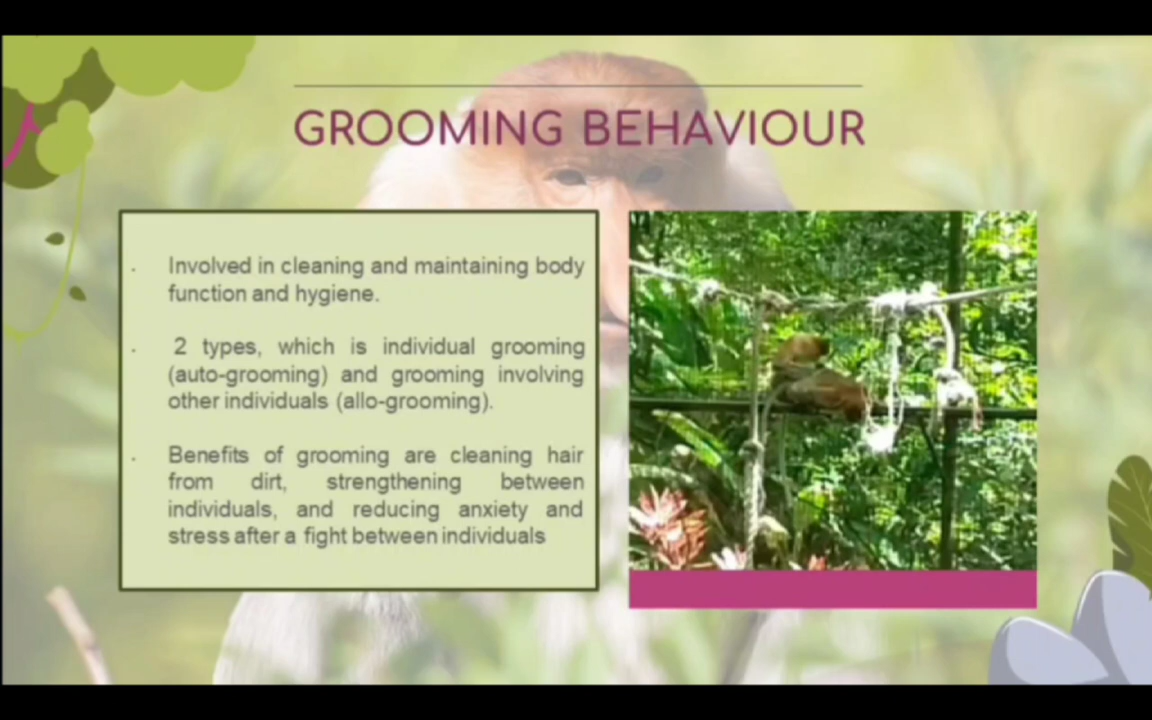 GROOMING BEHAVIOUR
· Involved in cleaning and maintaining body
function and hygiene.
· 2 types, which is individual grooming
(auto-grooming) and grooming involving
other individuals (allo-grooming).
· Benefits of grooming are cleaning hair
from dirt, strengthening between
individuals, and reducing anxiety and
stress after a fight between individuals